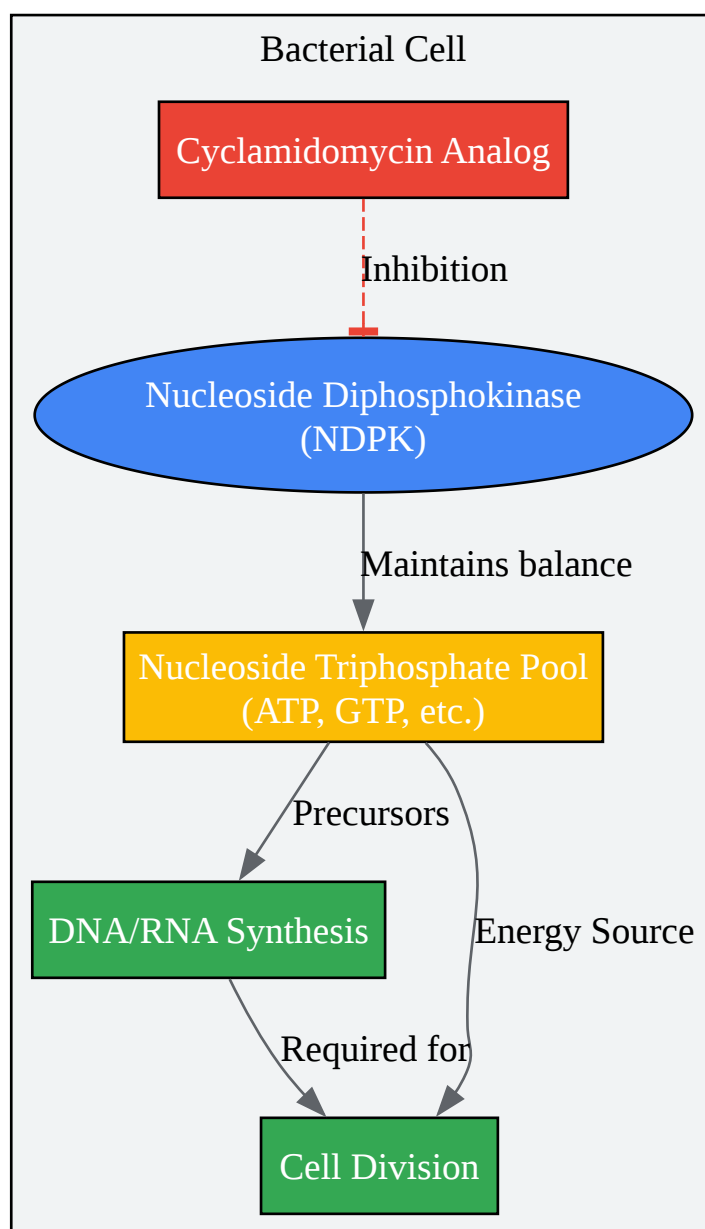 Bacterial Cell
Cyclamidomycin Analog
Inhibition
Nucleoside Diphosphokinase
(NDPK)
Maintains balance
Nucleoside Triphosphate Pool
(ATP, GTP, etc.)
Precursors
DNA/RNA Synthesis
Energy Source
Required for
Cell Division